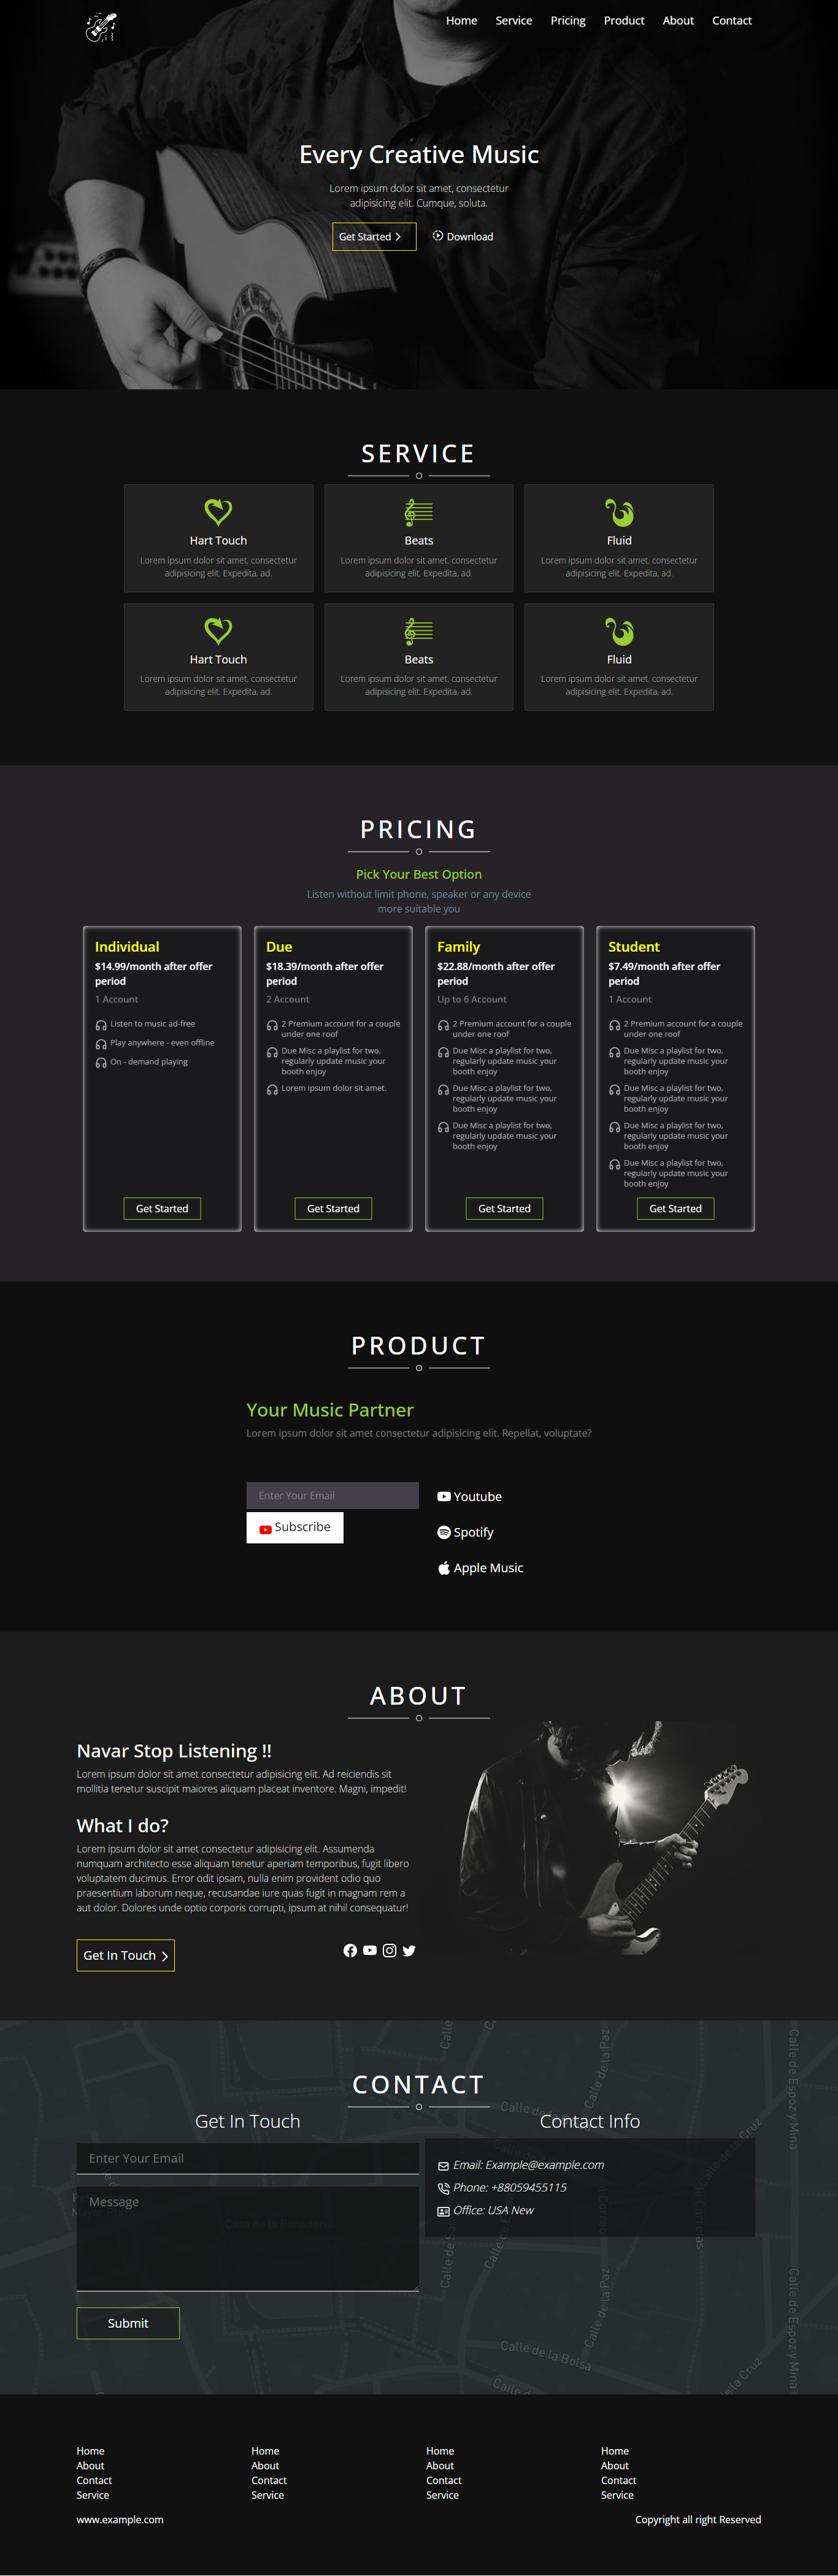 Home Service Pricing Product About Contact
Every Creative Music
Lorem ipsum dolor sit amet, consectetur
adipisicing elit. Cumque, soluta.
Get Started
Download
SERVICE
Hart Touch
Lorem ipsum dolor sit amet, consectetur
adipisicing elit. Expedita, ad.
Beats
Lorem ipsum dolor sit amet, consectetur
adipisicing elit. Expedita, ad.
Fluid
Lorem ipsum dolor sit amet, consectetur
adipisicing elit. Expedita, ad.
Hart Touch
Lorem ipsum dolor sit amet, consectetur
adipisicing elit. Expedita, ad.
Beats
Lorem ipsum dolor sit amet, consectetur
adipisicing elit. Expedita, ad.
Fluid
Lorem ipsum dolor sit amet, consectetur
adipisicing elit. Expedita, ad.
PRICING
Pick Your Best Option
Listen without limit phone, speaker or any device
more suitable you
Individual
$14.99/month after offer
period
1 Account
Listen to music ad-free
Play anywhere - even offline
On - demand playing
Get Started
Due
$18.39/month after offer
period
2 Account
2 Premium account for a couple
under one roof
Due Misc a playlist for two,
regularly update music your
booth enjoy
Lorem ipsum dolor sit amet.
Get Started
Family
$22.88/month after offer
period
Up to 6 Account
2 Premium account for a couple
under one roof
Due Misc a playlist for two,
regularly update music your
booth enjoy
Due Misc a playlist for two,
regularly update music your
booth enjoy
Due Misc a playlist for two,
regularly update music your
booth enjoy
Get Started
Student
$7.49/month after offer
period
1 Account
2 Premium account for a couple
under one roof
Due Misc a playlist for two,
regularly update music your
booth enjoy
Due Misc a playlist for two,
regularly update music your
booth enjoy
Due Misc a playlist for two,
regularly update music your
booth enjoy
Due Misc a playlist for two,
regularly update music your
booth enjoy
Get Started
PRODUCT
Your Music Partner
Lorem ipsum dolor sit amet consectetur adipisicing elit. Repellat, voluptate?
Enter Your Email
Subscribe
Youtube
Spotify
Apple Music
ABOUT
Navar Stop Listening !!
Lorem ipsum dolor sit amet consectetur adipisicing elit. Ad reiciendis sit
mollitia tenetur suscipit maiores aliquam placeat inventore. Magni, impedit!
What I do?
Lorem ipsum dolor sit amet consectetur adipisicing elit. Assumenda
numquam architecto esse aliquam tenetur aperiam temporibus, fugit libero
voluptatem ducimus. Error odit ipsam, nulla enim provident odio quo
praesentium laborum neque, recusandae iure quas fugit in magnam rem a
aut dolor. Dolores unde optio corporis corrupti, ipsum at nihil consequatur!
Get In Touch
CONTACT
Get In Touch
Enter Your Email
Message
Submit
Contact Info
Email: Example@example.com
Phone: +88059455115
Office: USA New
Calle de la Paz
Calle de Espoz y Mina
Calle de la Paz
Calle de la Bolsa
Calle de Espoz y Mina
Home
About
Contact
Service
Home
About
Contact
Service
Home
About
Contact
Service
Home
About
Contact
Service
www.example.com
Copyright all right Reserved